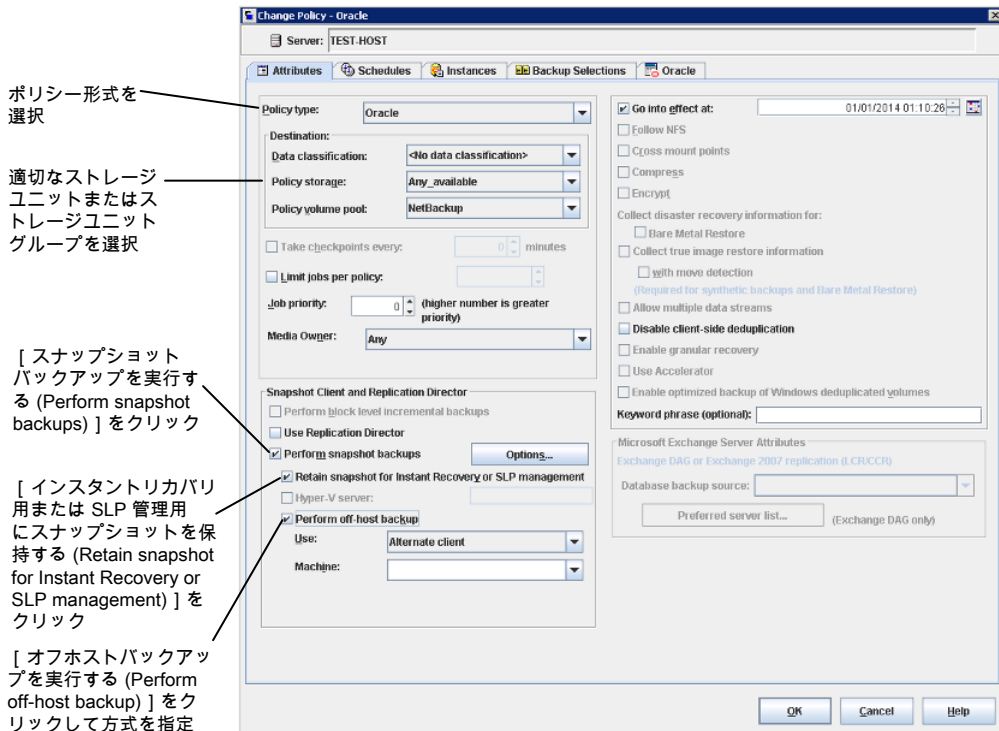 Change Policy - Oracle
Server: TEST-HOST
Attributes Schedules Instances Backup Selections Oracle
ポリシー形式を
選択
適切なストレージ
ユニットまたはス
トレージユニット
グループを選択
[ スナップショット
バックアップを実行す
る (Perform snapshot
backups) ] をクリック
[ インスタントリカバリ
用または SLP 管理用
にスナップショットを保
持する (Retain snapshot
for Instant Recovery or
SLP management) ] を
クリック
[ オフホストバックアッ
プを実行する (Perform
off-host backup) ] をク
リックして方式を指定
Policy type: Oracle
Destination:
Data classification: <No data classification>
Policy storage: Any_available
Policy volume pool: NetBackup
Take checkpoints every: 0 minutes
Limit jobs per policy:
Job priority: 0 (higher number is greater
priority)
Media Owner: Any
Snapshot Client and Replication Director
Perform block level incremental backups
Use Replication Director
Perform snapshot backups Options...
Retain snapshot for Instant Recovery or SLP management
Hyper-V server:
Perform off-host backup
Use: Alternate client
Machine:
Go into effect at: 01/01/2014 01:10:26
Follow NFS
Cross mount points
Compress
Encrypt
Collect disaster recovery information for:
Bare Metal Restore
Collect true image restore information
with move detection
(Required for synthetic backups and Bare Metal Restore)
Allow multiple data streams
Disable client-side deduplication
Enable granular recovery
Use Accelerator
Enable optimized backup of Windows deduplicated volumes
Keyword phrase (optional):
Microsoft Exchange Server Attributes
Exchange DAG or Exchange 2007 replication (LCR/CCR)
Database backup source:
Preferred server list... (Exchange DAG only)
OK Cancel Help